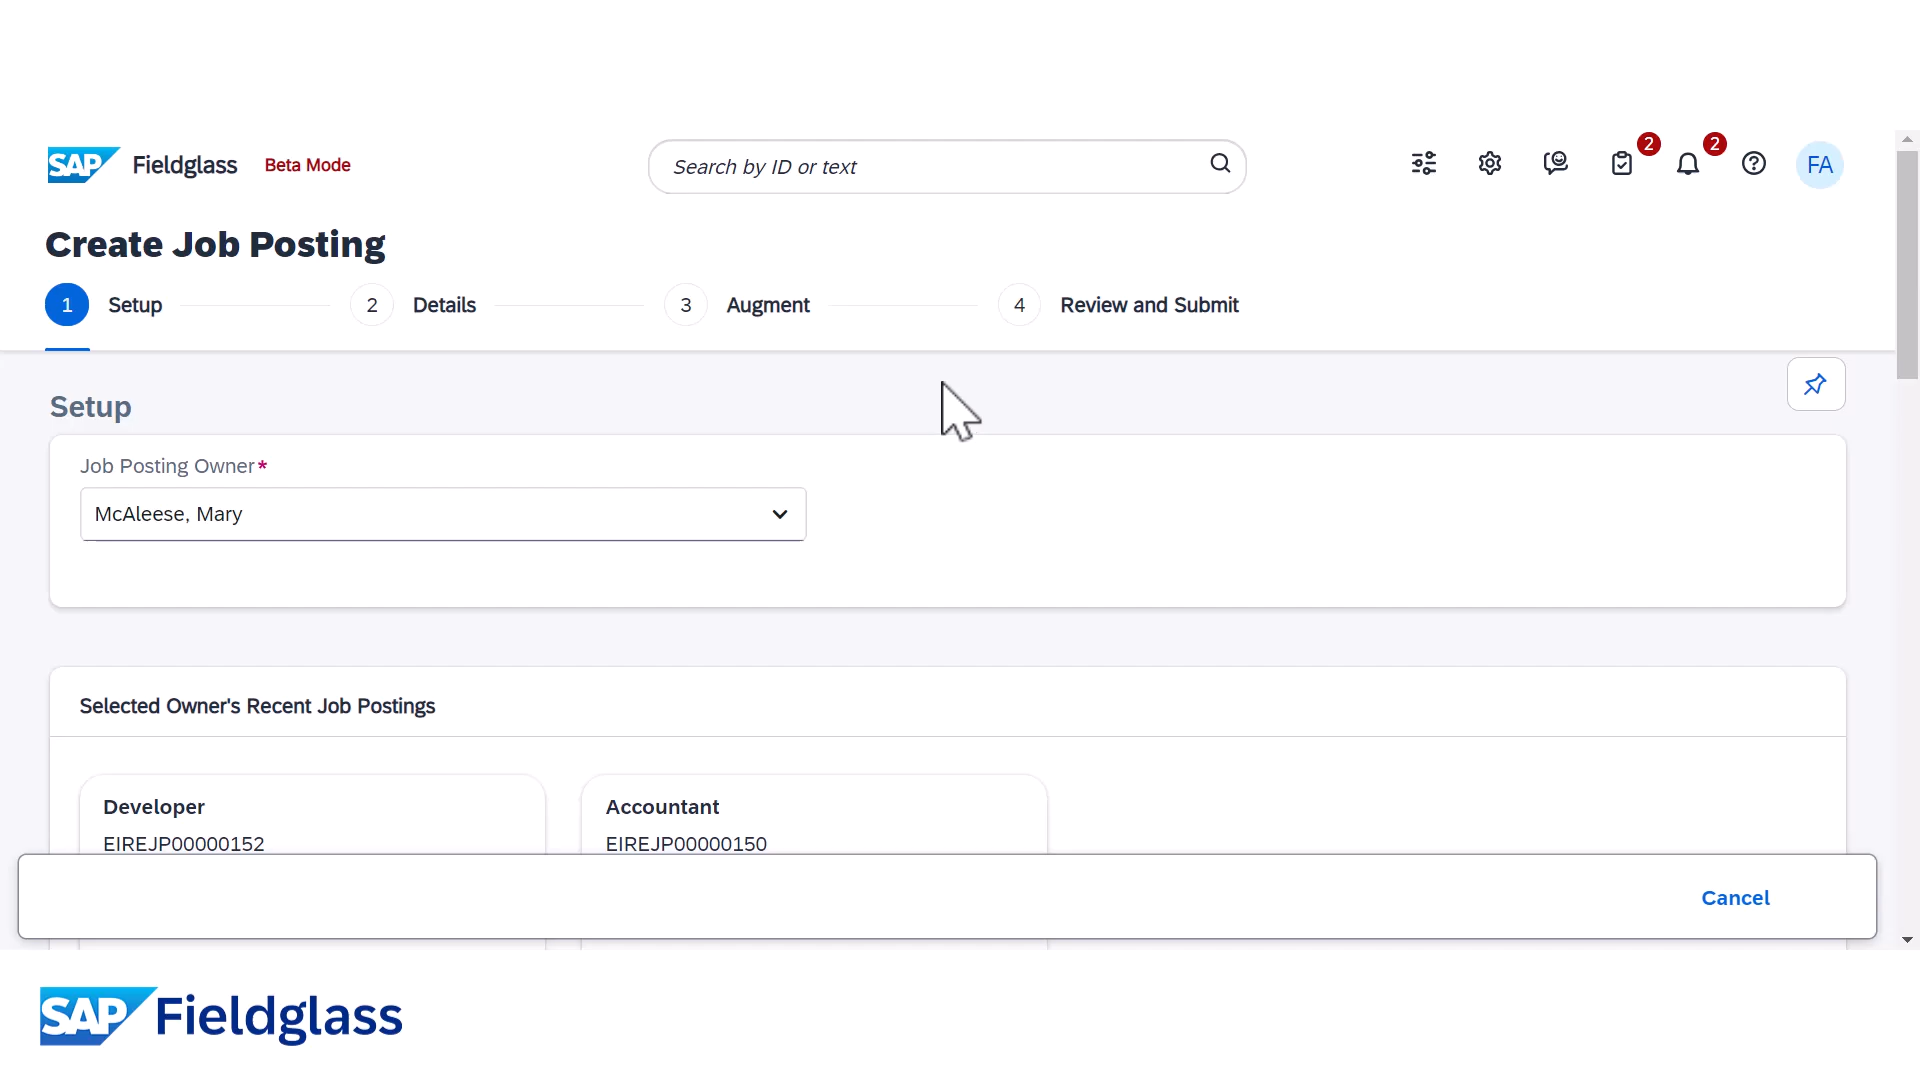 SAP Fieldglass Beta Mode
Search by ID or text
2
2
FA
Create Job Posting
1 Setup
2 Details
3 Augment
4 Review and Submit
Setup
Job Posting Owner*
McAleese, Mary
Selected Owner's Recent Job Postings
Developer
EIREJP00000152
Accountant
EIREJP00000150
Cancel
SAP Fieldglass